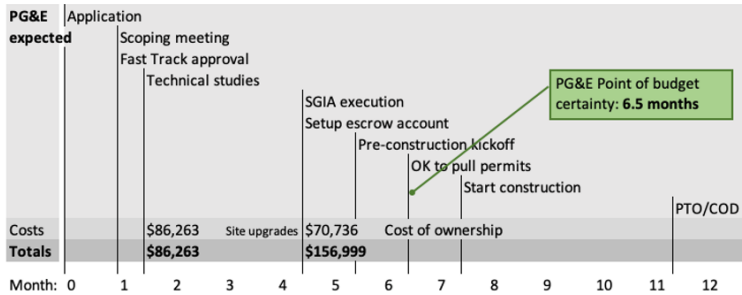 PG&E Application
expected Scoping meeting
Fast Track approval
Technical studies
PG&E Point of budget
certainty: 6.5 months
SGIA execution
Setup escrow account
Pre-construction kickoff
OK to pull permits
Start construction
PTO/COD
Costs $86,263 Site upgrades $70,736 Cost of ownership
Totals $86,263 $156,999
Month: 0 1 2 3 4 5 6 7 8 9 10 11 12